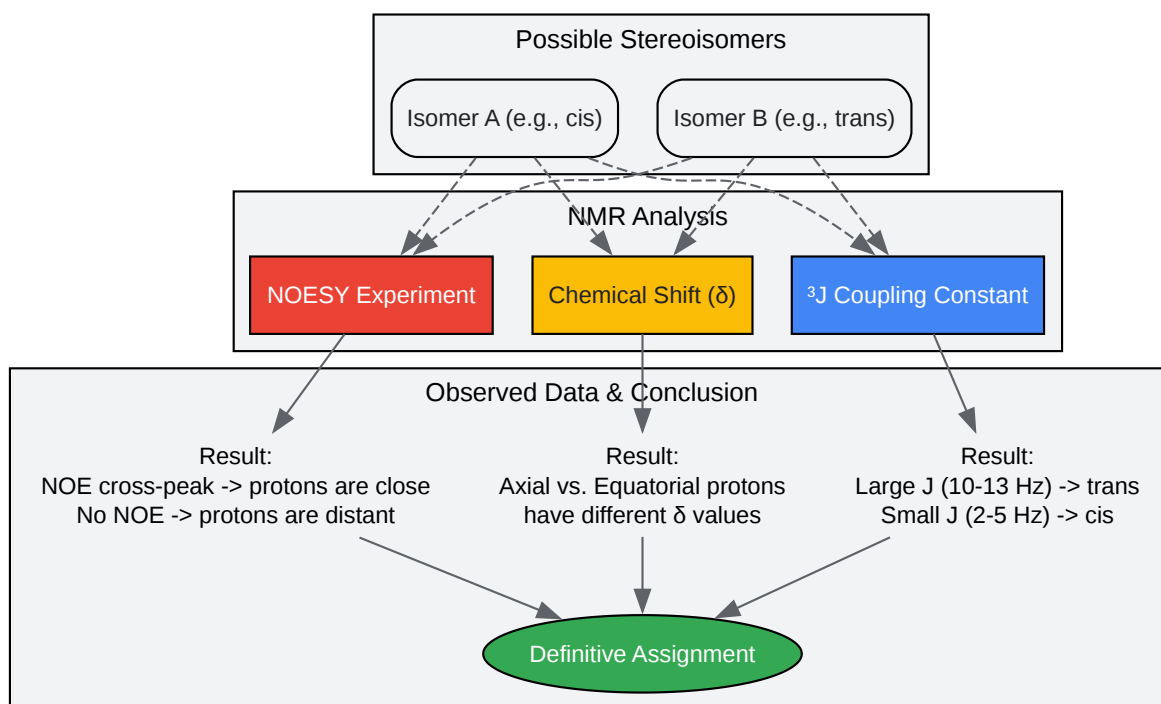 Possible Stereoisomers
Isomer A (e.g., cis)
Isomer B (e.g., trans)
NMR Analysis
NOESY Experiment
Chemical Shift (δ)
³J Coupling Constant
Observed Data & Conclusion
Result:
NOE cross-peak -> protons are close
No NOE -> protons are distant
Result:
Axial vs. Equatorial protons
have different δ values
Result:
Large J (10-13 Hz) -> trans
Small J (2-5 Hz) -> cis
Definitive Assignment